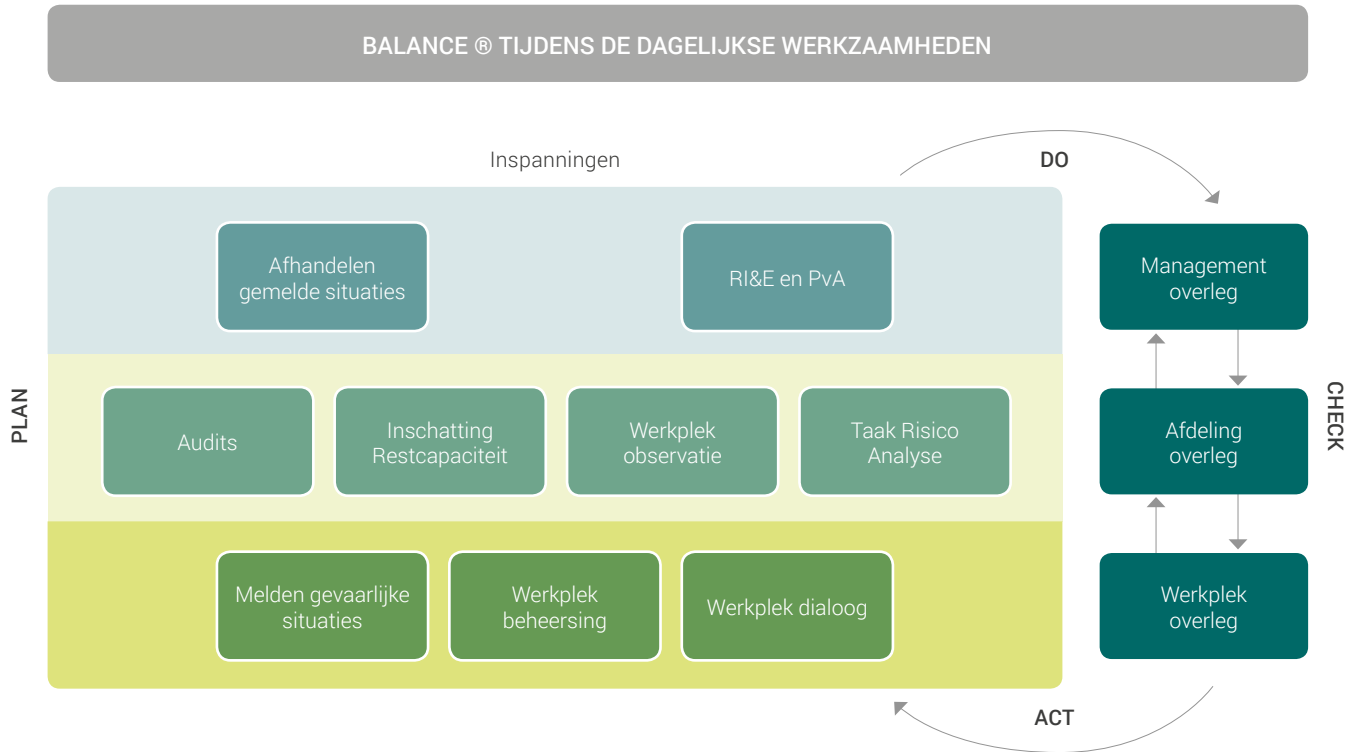 BALANCE ® TIJDENS DE DAGELIJKSE WERKZAAMHEDEN
Inspanningen
DO
Afhandelen
gemelde situaties
RI&E en PvA
Management
overleg
PLAN
Audits
Inschatting
Restcapaciteit
Werkplek
observatie
Taak Risico
Analyse
Afdeling
overleg
CHECK
Melden gevaarlijke
situaties
Werkplek
beheersing
Werkplek dialoog
Werkplek
overleg
ACT